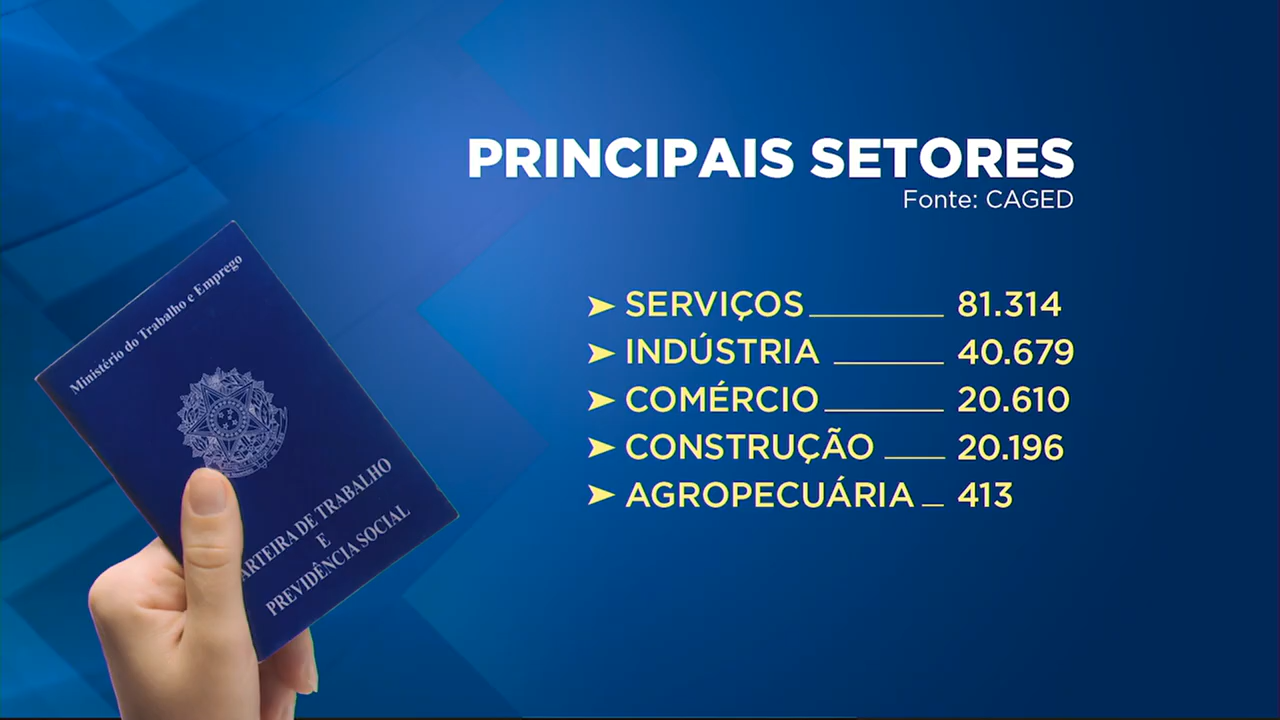 PRINCIPAIS SETORES
Fonte: CAGED
SERVIÇOS 81.314
INDÚSTRIA 40.679
COMÉRCIO 20.610
CONSTRUÇÃO 20.196
AGROPECUÁRIA 413
Ministério do Trabalho e Emprego
ARTEIRA DE TRABALHO
E
PREVIDÊNCIA SOCIAL